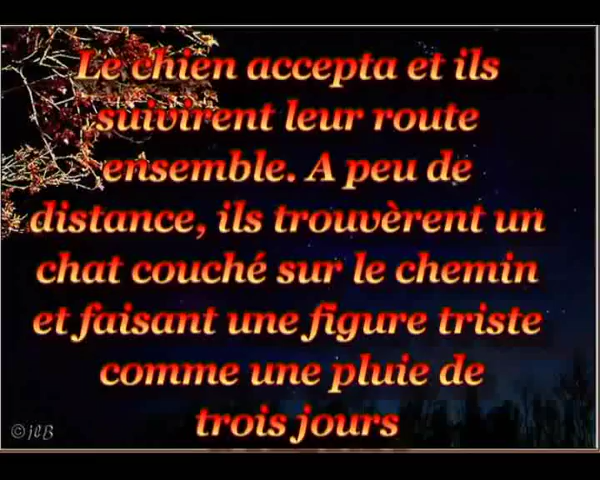 Le chien accepta et ils
suivirent leur route
ensemble. A peu de
distance, ils trouvèrent un
chat couché sur le chemin
et faisant une figure triste
comme une pluie de
trois jours
©jCB